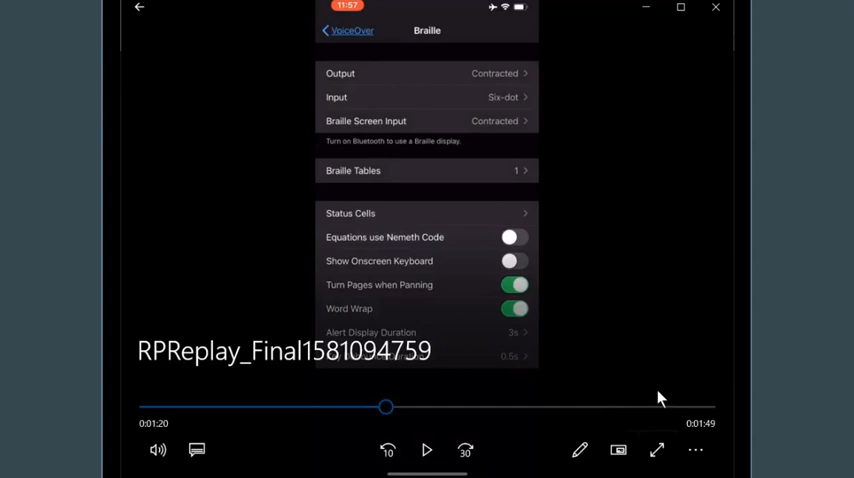 11:57
VoiceOver Braille
Output Contracted
Input Six-dot
Braille Screen Input Contracted
Turn on Bluetooth to use a Braille display.
Braille Tables 1
Status Cells
Equations use Nemeth Code
Show Onscreen Keyboard
Turn Pages when Panning
Word Wrap
Alert Display Duration 3s
RPReplay_Final1581094759
Duration 0.5s
0:01:20 0:01:49
10 30